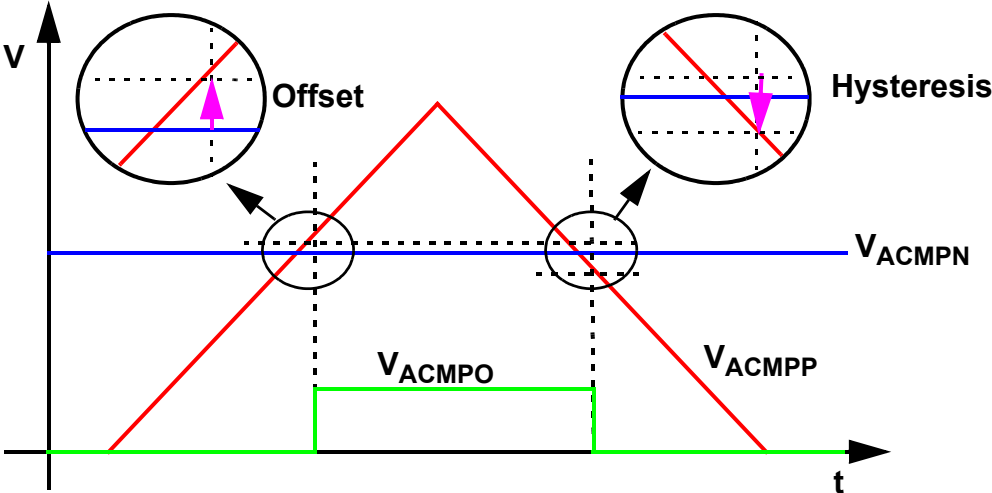 V
Offset
Hysteresis
VACMPN
VACMPP
VACMPO
t